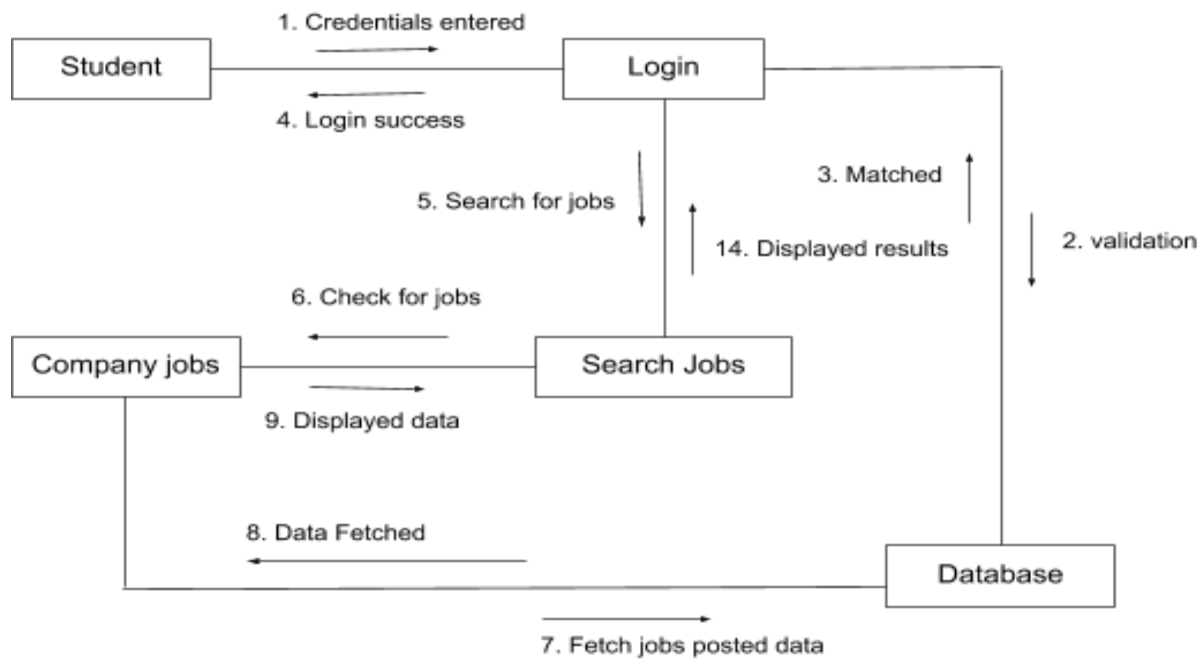 1. Credentials entered
Student
Login
4. Login success
3. Matched
5. Search for jobs
2. validation
14. Displayed results
6. Check for jobs
Company jobs
Search Jobs
9. Displayed data
8. Data Fetched
Database
7. Fetch jobs posted data